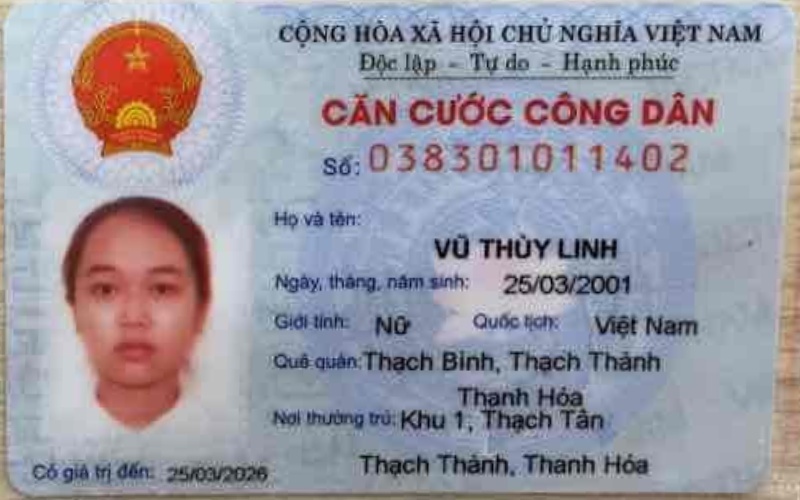 CỘNG HÒA XÃ HỘI CHỦ NGHĨA VIỆT NAM
Độc lập - Tự do - Hạnh phúc
CĂN CƯỚC CÔNG DÂN
Số: 038301011402
Họ và tên:
VŨ THÙY LINH
Ngày, tháng, năm sinh: 25/03/2001
Giới tính: Nữ Quốc tịch: Việt Nam
Quê quán: Thạch Bình, Thạch Thành
Thanh Hóa
Nơi thường trú: Khu 1, Thạch Tân
Thạch Thành, Thanh Hóa
Có giá trị đến: 25/03/2026